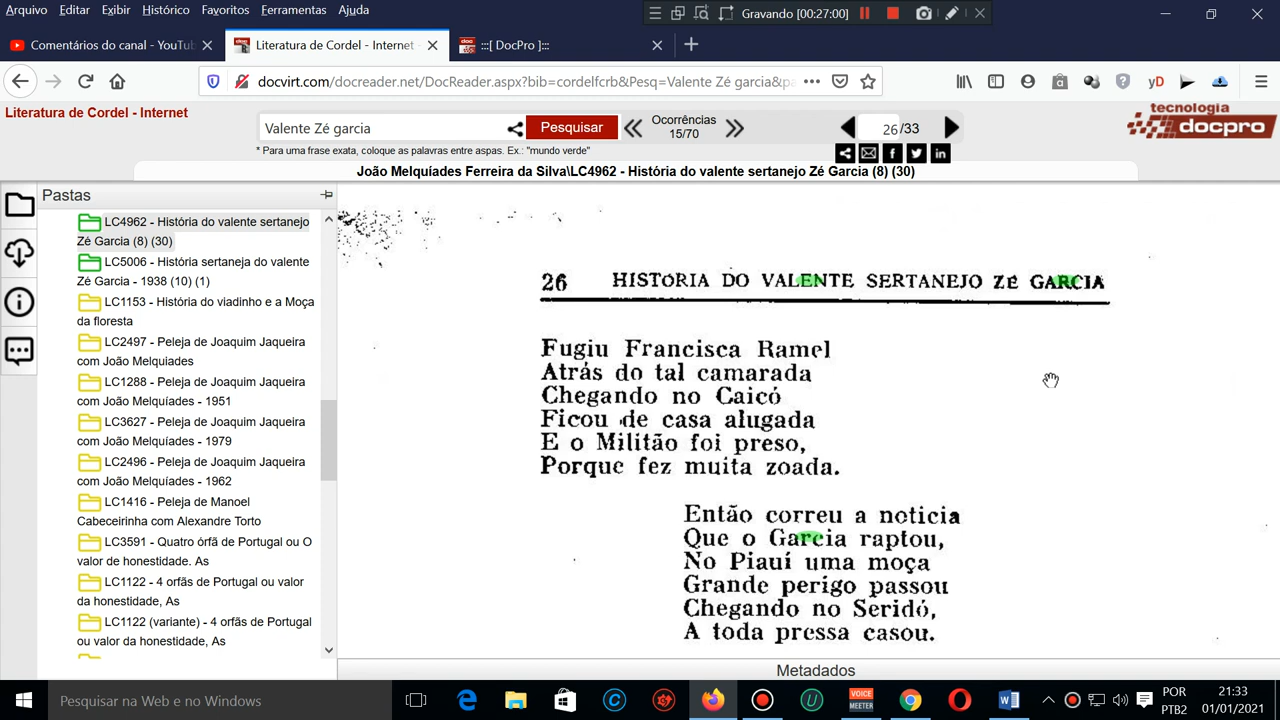 Arquivo Editar Exibir Histórico Favoritos Ferramentas Ajuda
Gravando [00:27:00]
Comentários do canal - YouTu
Literatura de Cordel - Internet -
:::[ DocPro ]:::
docvirt.com/docreader.net/DocReader.aspx?bib=cordelfcrb&Pesq=Valente Zé garcia&pa
yD
Literatura de Cordel - Internet
Valente Zé garcia
Pesquisar
Ocorrências
15/70
26 /33
tecnologia
docpro
* Para uma frase exata, coloque as palavras entre aspas. Ex.: "mundo verde"
João Melquíades Ferreira da Silva\LC4962 - História do valente sertanejo Zé Garcia (8) (30)
Pastas
LC4962 - História do valente sertanejo
Zé Garcia (8) (30)
LC5006 - História sertaneja do valente
Zé Garcia - 1938 (10) (1)
LC1153 - História do viadinho e a Moça
da floresta
LC2497 - Peleja de Joaquim Jaqueira
com João Melquiades
LC1288 - Peleja de Joaquim Jaqueira
com João Melquíades - 1951
LC3627 - Peleja de Joaquim Jaqueira
com João Melquíades - 1979
LC2496 - Peleja de Joaquim Jaqueira
com João Melquíades - 1962
LC1416 - Peleja de Manoel
Cabeceirinha com Alexandre Torto
LC3591 - Quatro órfã de Portugal ou O
valor de honestidade. As
LC1122 - 4 orfãs de Portugal ou valor
da honestidade, As
LC1122 (variante) - 4 orfãs de Portugal
ou valor da honestidade, As
26 HISTORIA DO VALENTE SERTANEJO ZÉ GARCIA
Fugiu Francisca Ramel
Atrás do tal camarada
Chegando no Caicó
Ficou de casa alugada
E o Militão foi preso,
Porque fez muita zoada.
Então correu a noticia
Que o Garcia raptou,
No Piauí uma moça
Grande perigo passou
Chegando no Seridó,
A toda pressa casou.
Metadados
Pesquisar na Web e no Windows
VOICE
MEETER
POR
PTB2
21:33
01/01/2021